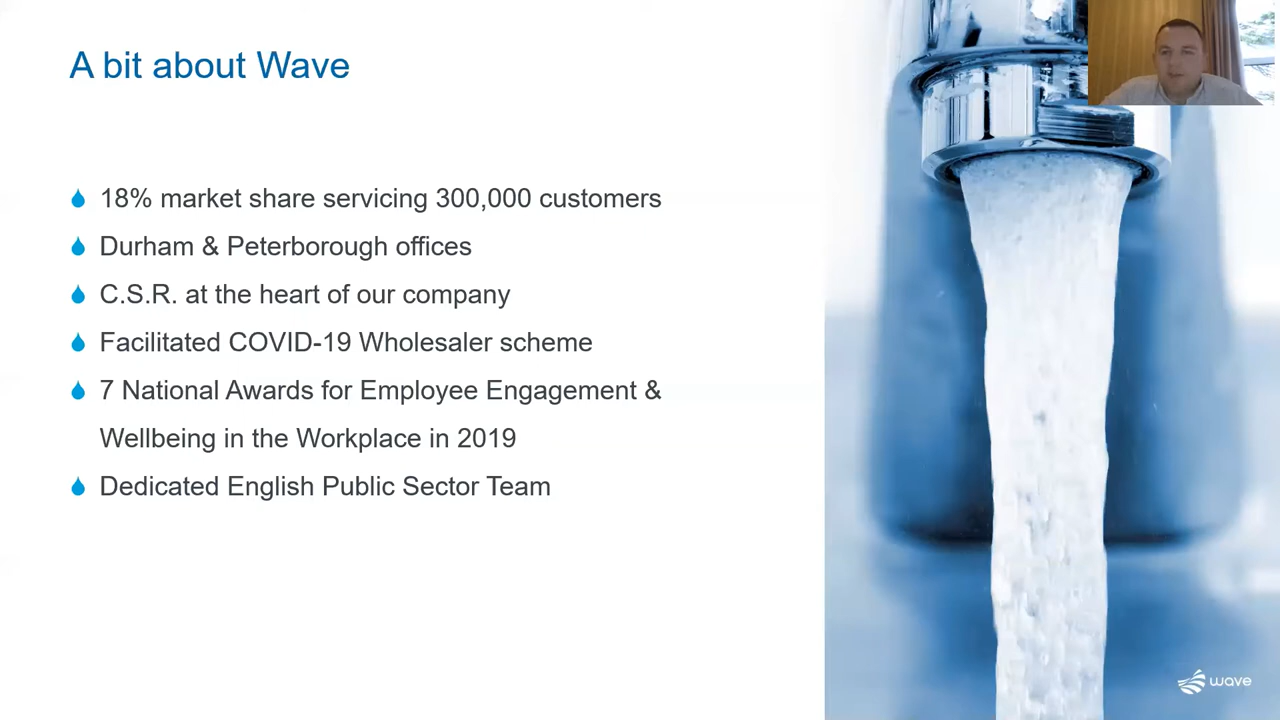 A bit about Wave
18% market share servicing 300,000 customers
Durham & Peterborough offices
C.S.R. at the heart of our company
Facilitated COVID-19 Wholesaler scheme
7 National Awards for Employee Engagement &
Wellbeing in the Workplace in 2019
Dedicated English Public Sector Team
wave